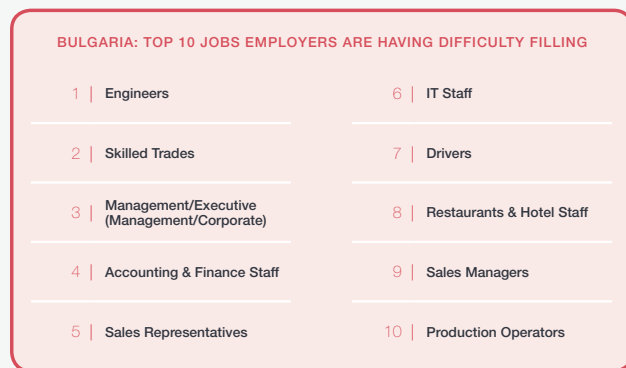 BULGARIA: TOP 10 JOBS EMPLOYERS ARE HAVING DIFFICULTY FILLING
1 | Engineers
2 | Skilled Trades
3 | Management/Executive
(Management/Corporate)
4 | Accounting & Finance Staff
5 | Sales Representatives
6 | IT Staff
7 | Drivers
8 | Restaurants & Hotel Staff
9 | Sales Managers
10 | Production Operators